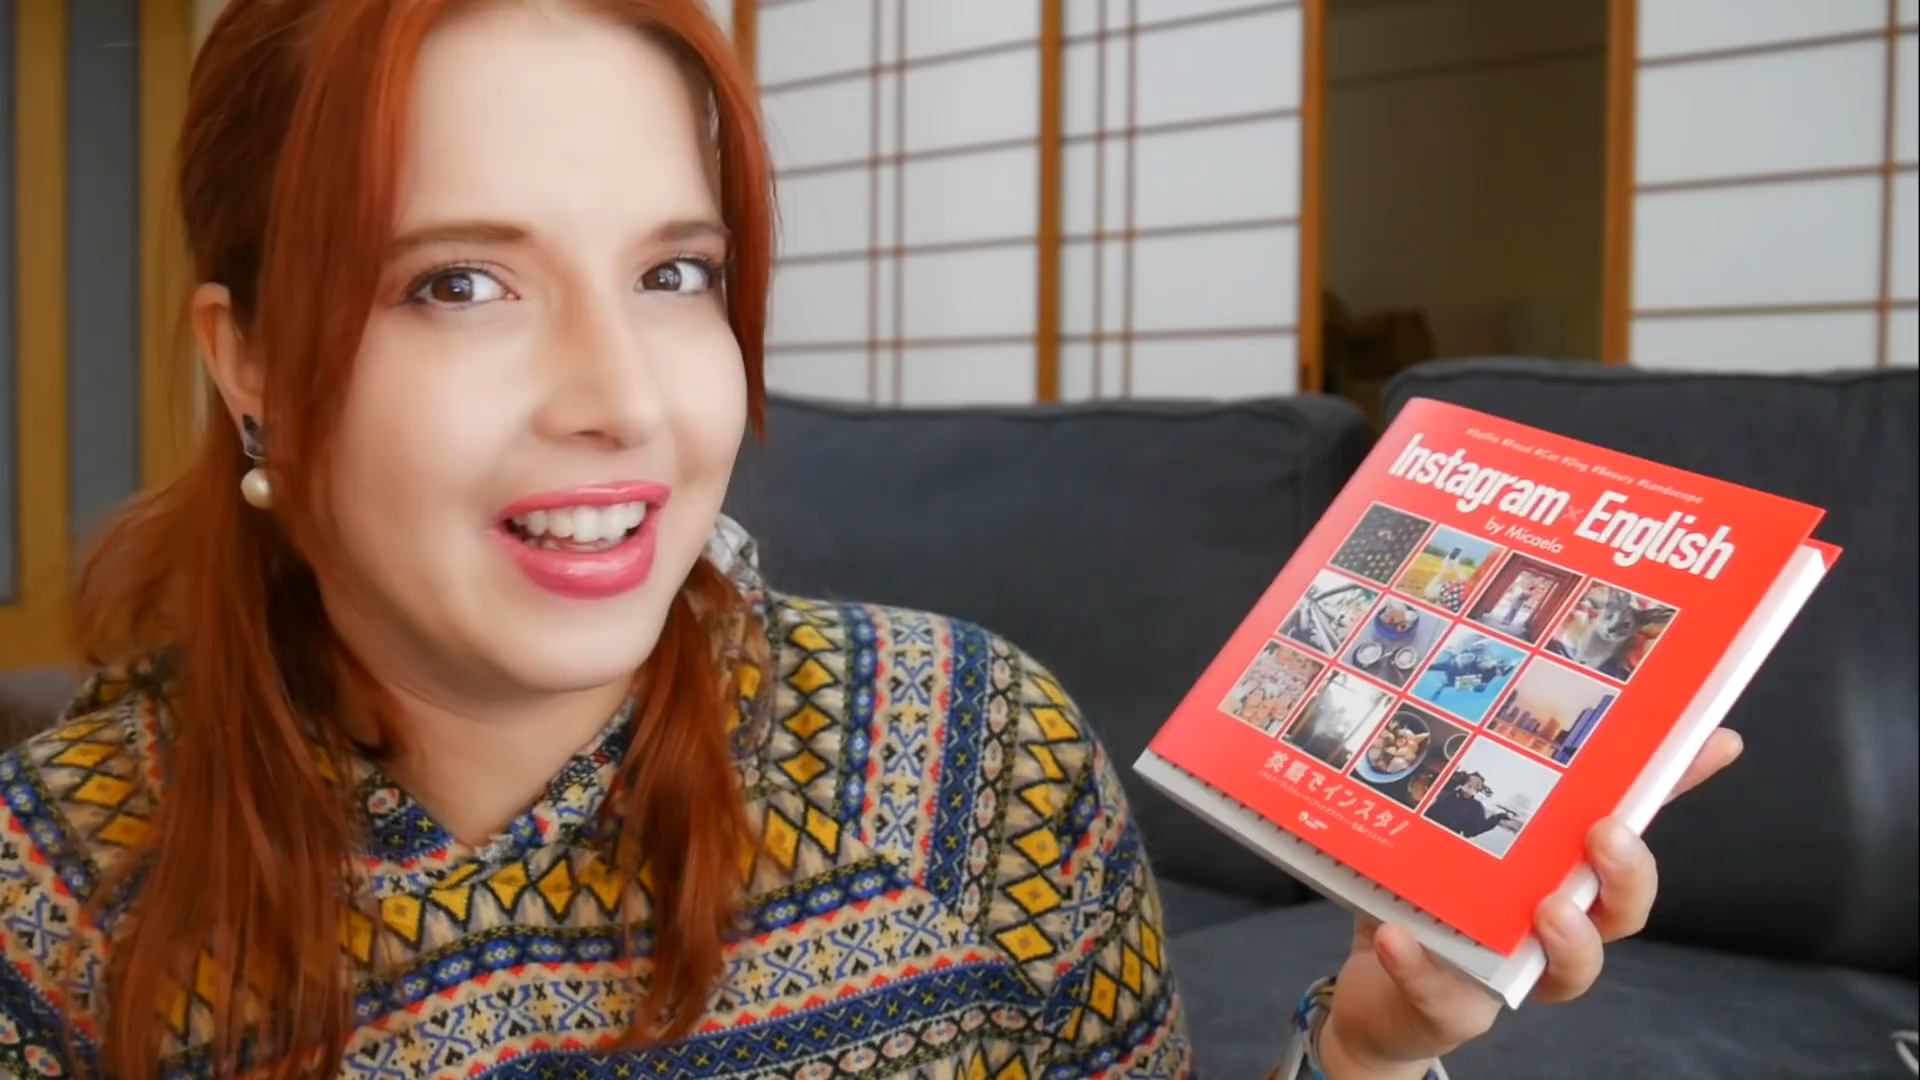 #Selfie #Food #Cat #Dog #Beauty #Landscape
Instagram × English
by Micaela
英語でインスタ!